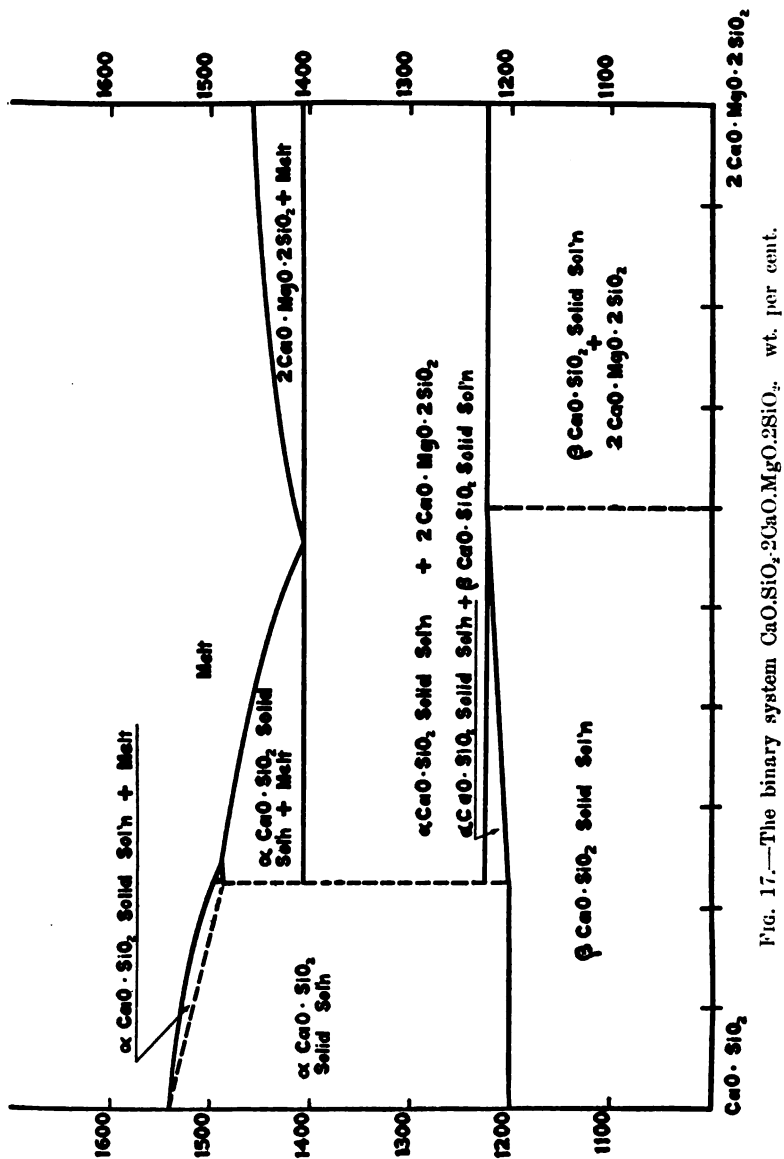 1600
1500
1400
1300
1200
1100
1600
1500
1400
1300
1200
1100
α CaO·SiO₂ Solid Sol'n + Melt
Melt
α CaO·SiO₂ Solid
Sol'n + Melt
2CaO·MgO·2SiO₂ + Melt
α CaO·SiO₂
Solid Sol'n
αCaO·SiO₂ Solid Sol'n + 2CaO·MgO·2SiO₂
αCaO·SiO₂ Solid Sol'n + β CaO·SiO₂ Solid Sol'n
β CaO·SiO₂ Solid Sol'n
β CaO·SiO₂ Solid Sol'n
+
2CaO·MgO·2SiO₂
CaO·SiO₂
2CaO·MgO·2SiO₂
FIG. 17.—The binary system CaO.SiO₂-2CaO.MgO.2SiO₂, wt. per cent.